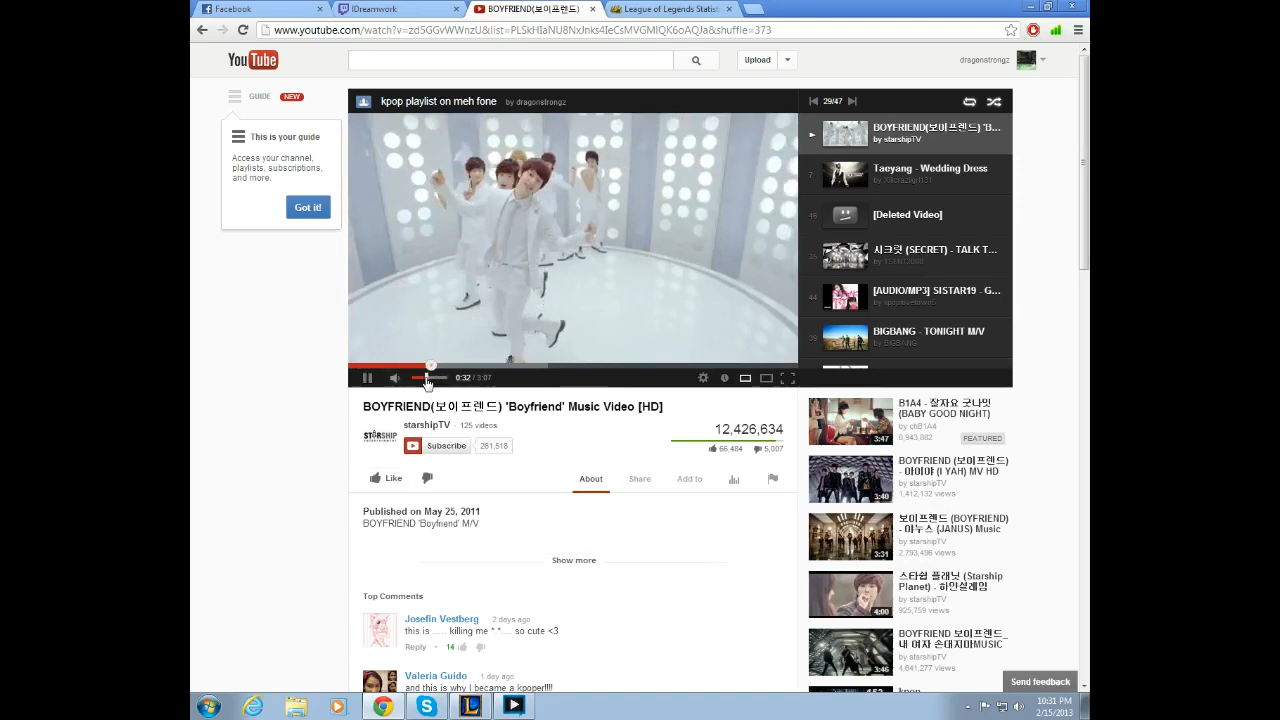 Facebook
IDreamwork
BOYFRIEND(보이프렌드) '
League of Legends Statist
www.youtube.com/watch?v=zd5GGvWWnzU&list=PLSkHIaNU8NxJnks4IeCsMVGMIQK6oAQJa&shuffle=373
YouTube
Upload
dragonstrongz
GUIDE NEW
This is your guide
Access your channel,
playlists, subscriptions,
and more.
Got it!
kpop playlist on meh fone by dragonstrongz
29/47
BOYFRIEND(보이프렌드) 'B...
by starshipTV
7
Taeyang - Wedding Dress
46
[Deleted Video]
시크릿 (SECRET) - TALK T...
44
[AUDIO/MP3] SISTAR19 - G...
BIGBANG - TONIGHT M/V
by BIGBANG
0:32 / 3:07
BOYFRIEND(보이프렌드) 'Boyfriend' Music Video [HD]
STARSHIP
starshipTV · 125 videos
Subscribe 261,518
12,426,634
66,484 5,007
Like
About Share Add to
Published on May 25, 2011
BOYFRIEND 'Boyfriend' M/V
Show more
Top Comments
Josefin Vestberg 2 days ago
this is ..... killing me *.*.... so cute <3
Reply · 14
Valeria Guido 1 day ago
and this is why I became a kpoper!!!!
B1A4 - 잘자요 굿나잇
(BABY GOOD NIGHT)
by chB1A4
6,943,882 FEATURED
3:47
BOYFRIEND (보이프렌드)
- 아이야 (I YAH) MV HD
by starshipTV
1,412,132 views
3:40
보이프렌드 (BOYFRIEND)
- 야누스 (JANUS) Music
by starshipTV
2,793,496 views
3:31
스타쉽 플래닛 (Starship
Planet) - 하얀설레임
by starshipTV
925,759 views
4:00
BOYFRIEND 보이프렌드_
내 여자 손대지마MUSIC
by starshipTV
4,641,277 views
3:46
kpop
Send feedback
10:31 PM
2/15/2013